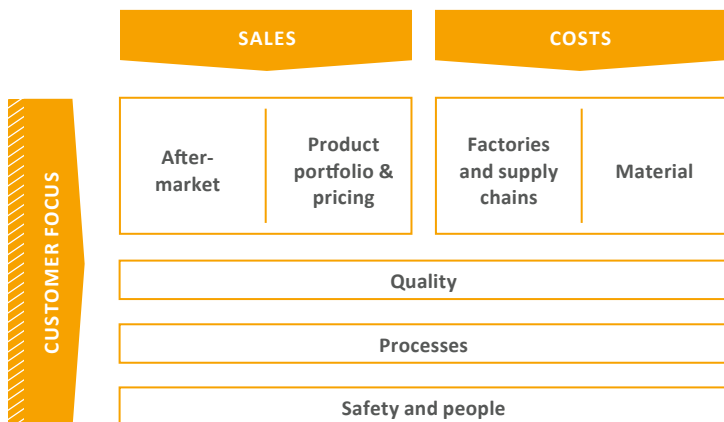 SALES
COSTS
CUSTOMER FOCUS
After-
market
Product
portfolio &
pricing
Factories
and supply
chains
Material
Quality
Processes
Safety and people